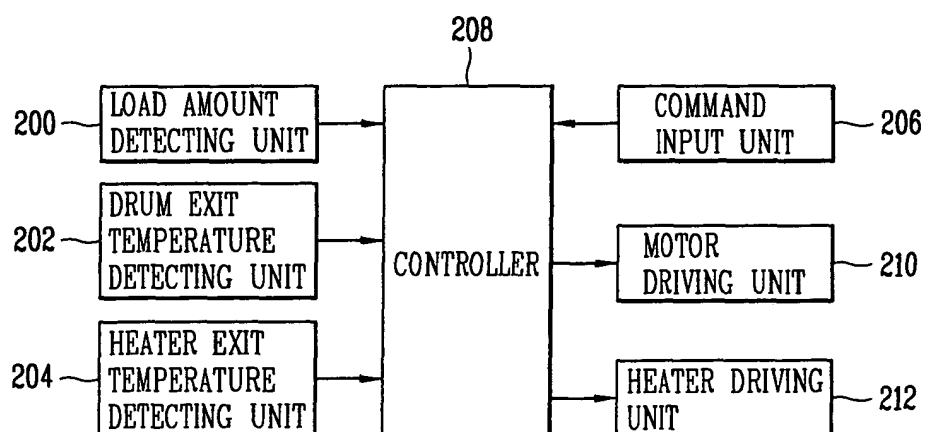 208
200
LOAD AMOUNT
DETECTING UNIT
COMMAND
INPUT UNIT
206
202
DRUM EXIT
TEMPERATURE
DETECTING UNIT
CONTROLLER
MOTOR
DRIVING UNIT
210
204
HEATER EXIT
TEMPERATURE
DETECTING UNIT
HEATER DRIVING
UNIT
212